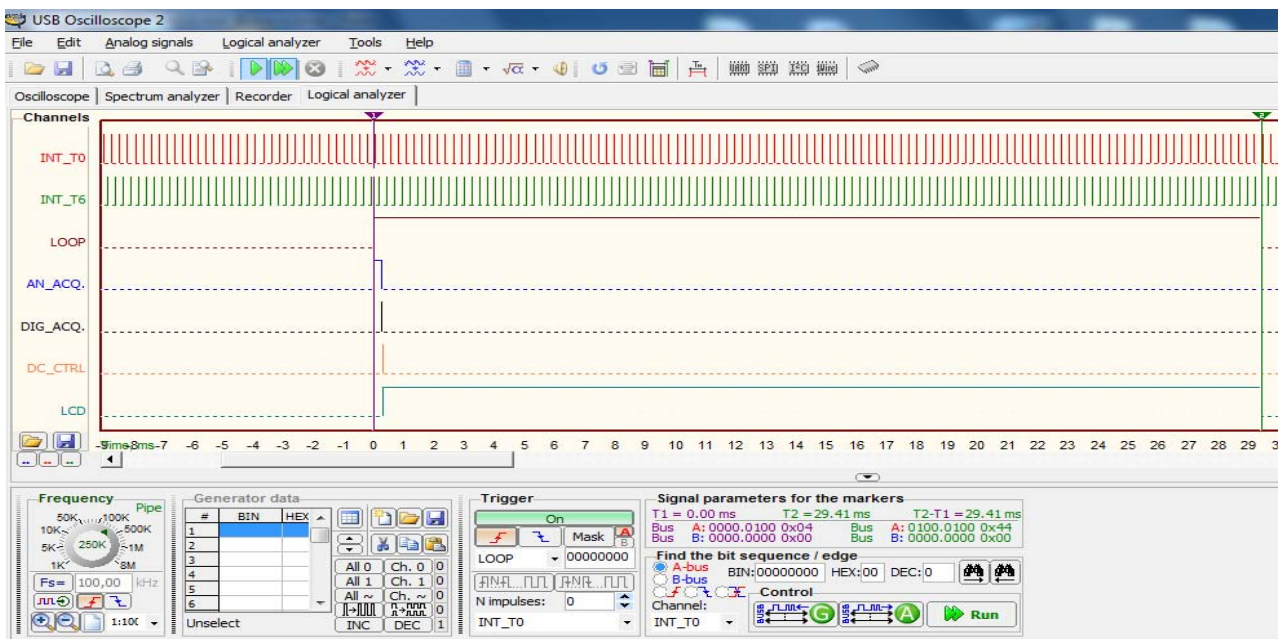 USB Oscilloscope 2
File Edit Analog signals Logical analyzer Tools Help
Oscilloscope Spectrum analyzer Recorder Logical analyzer
Channels
1 2
INT_T0
INT_T6
LOOP
AN_ACQ.
DIG_ACQ.
DC_CTRL
LCD
-7 -6 -5 -4 -3 -2 -1 0 1 2 3 4 5 6 7 8 9 10 11 12 13 14 15 16 17 18 19 20 21 22 23 24 25 26 27 28 29 3
Frequency
Pipe
50K 100K
10K 500K
5K 250K 1M
1K 8M
Fs= 100,00 kHz
1:10
Generator data
# BIN HEX
1
2
3
4
5
6
Unselect
All 0 Ch. 0 0
All 1 Ch. 1 0
All ~ Ch. ~ 0
0
INC DEC 1
Trigger
On
Mask A B
LOOP 00000000
N impulses: 0
INT_T0
Signal parameters for the markers
T1 = 0.00 ms T2 = 29.41 ms T2-T1 = 29.41 ms
Bus A: 0000.0100 0x04 Bus A: 0100.0100 0x44
Bus B: 0000.0000 0x00 Bus B: 0000.0000 0x00
Find the bit sequence / edge
A-bus BIN: 00000000 HEX: 00 DEC: 0
B-bus
Channel:
INT_T0
Control
G A Run